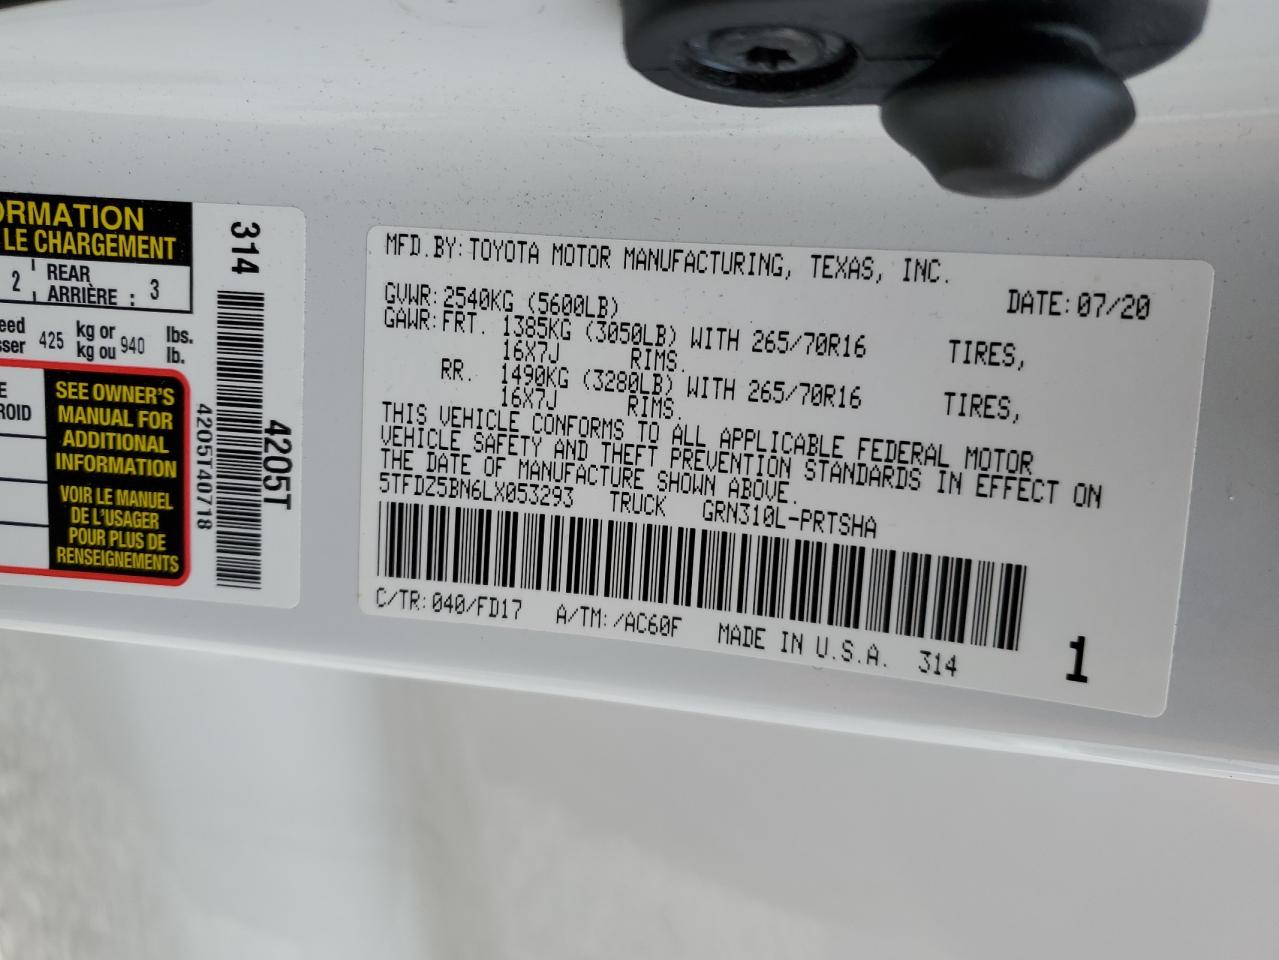 ORMATION
LE CHARGEMENT
2 REAR
ARRIÈRE : 3
425 kg or 940 lbs.
kg ou lb.
SEE OWNER'S
MANUAL FOR
ADDITIONAL
INFORMATION
VOIR LE MANUEL
DE L'USAGER
POUR PLUS DE
RENSEIGNEMENTS
314
4205T
4205T40718
MFD.BY:TOYOTA MOTOR MANUFACTURING, TEXAS, INC.
DATE:07/20
GVWR:2540KG (5600LB)
GAWR:FRT. 1385KG (3050LB) WITH 265/70R16 TIRES,
16X7J RIMS.
RR. 1490KG (3280LB) WITH 265/70R16 TIRES,
16X7J RIMS.
THIS VEHICLE CONFORMS TO ALL APPLICABLE FEDERAL MOTOR
VEHICLE SAFETY AND THEFT PREVENTION STANDARDS IN EFFECT ON
THE DATE OF MANUFACTURE SHOWN ABOVE.
5TFDZ5BN6LX053293 TRUCK GRN310L-PRTSHA
C/TR:040/FD17 A/TM:/AC60F MADE IN U.S.A. 314
1